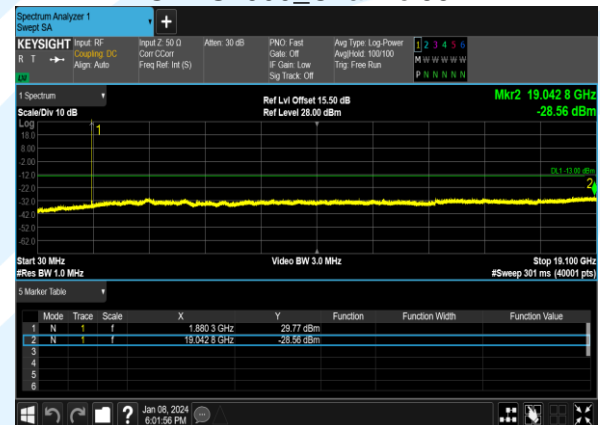 Spectrum Analyzer 1
Swept SA
KEYSIGHT Input: RF Input Z: 50 Ω Atten: 30 dB PNO: Fast Avg Type: Log-Power 1 2 3 4 5 6
R T Coupling: DC Corr CCorr Gate: Off Avg|Hold: 100/100 M W W W W W
Align: Auto Freq Ref: Int (S) IF Gain: Low Trig: Free Run
Sig Track: Off P N N N N N
LXI
1 Spectrum Ref Lvl Offset 15.50 dB Mkr2 19.042 8 GHz
Scale/Div 10 dB Ref Level 28.00 dBm -28.56 dBm
Log
18.0
1
8.00
-2.00
-12.0
DL1 -13.00 dBm
-22.0
2
-32.0
-42.0
-52.0
-62.0
Start 30 MHz Video BW 3.0 MHz Stop 19.100 GHz
#Res BW 1.0 MHz #Sweep 301 ms (40001 pts)
5 Marker Table
Mode Trace Scale X Y Function Function Width Function Value
1 N 1 f 1.880 3 GHz 29.77 dBm
2 N 1 f 19.042 8 GHz -28.56 dBm
3
4
5
6
? Jan 08, 2024
6:01:56 PM